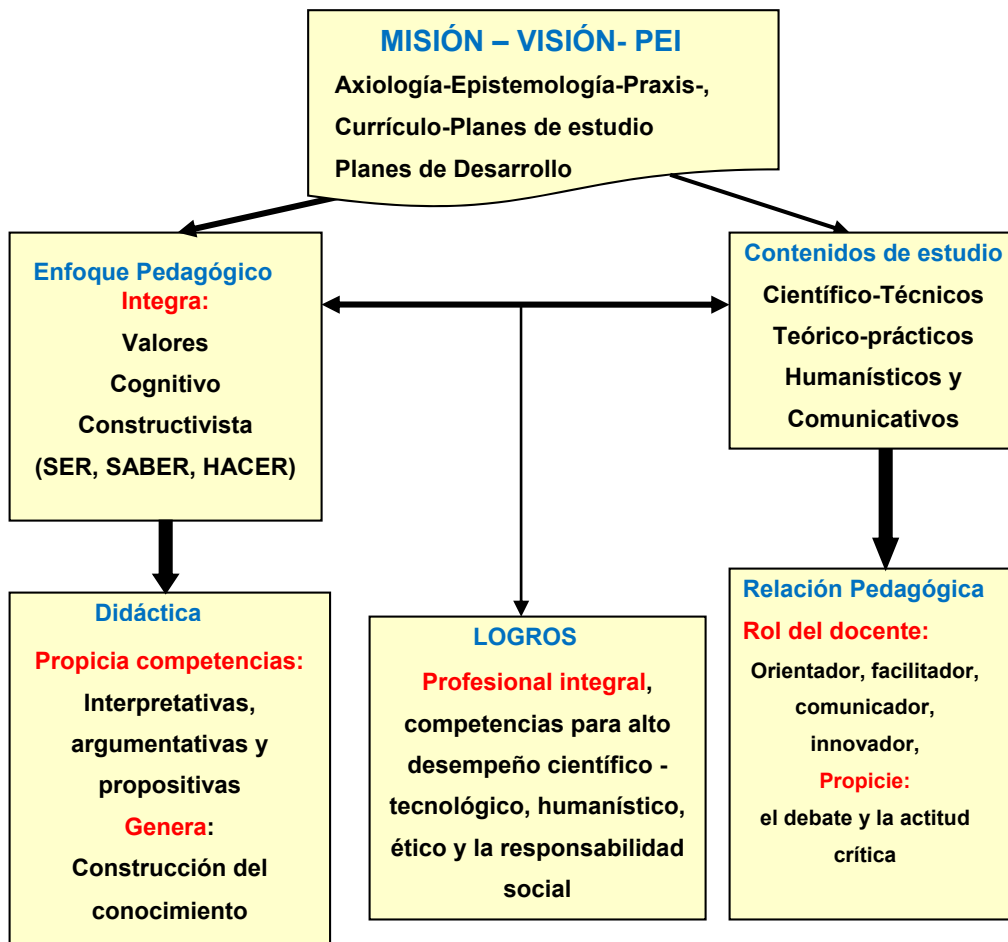 MISIÓN – VISIÓN- PEI
Axiología-Epistemología-Praxis-,
Currículo-Planes de estudio
Planes de Desarrollo
Enfoque Pedagógico
Integra:
Valores
Cognitivo
Constructivista
(SER, SABER, HACER)
Contenidos de estudio
Científico-Técnicos
Teórico-prácticos
Humanísticos y
Comunicativos
Didáctica
Propicia competencias:
Interpretativas,
argumentativas y
propositivas
Genera:
Construcción del
conocimiento
LOGROS
Profesional integral,
competencias para alto
desempeño científico -
tecnológico, humanístico,
ético y la responsabilidad
social
Relación Pedagógica
Rol del docente:
Orientador, facilitador,
comunicador,
innovador,
Propicie:
el debate y la actitud
crítica